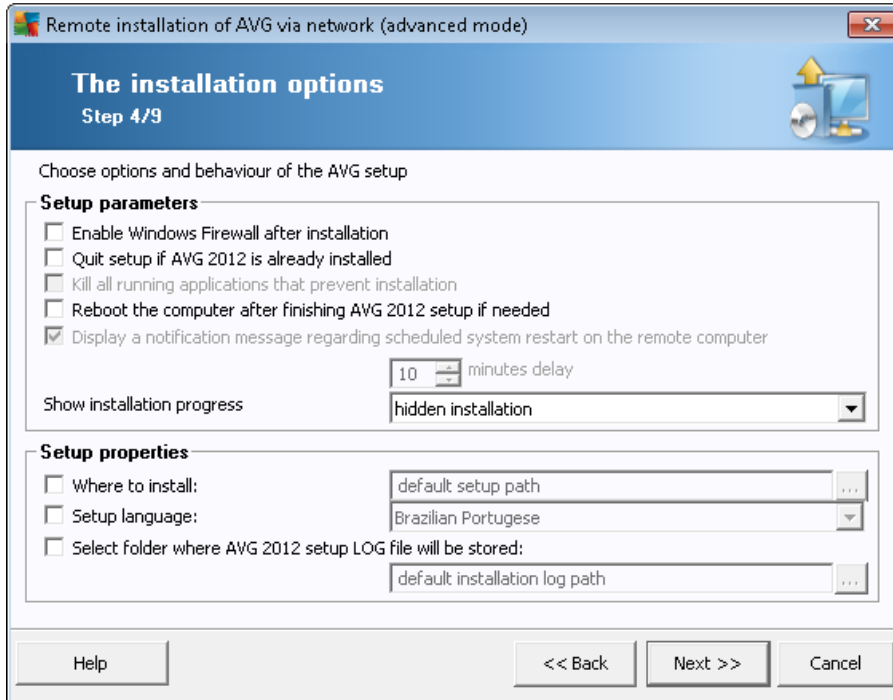 Remote installation of AVG via network (advanced mode)
The installation options
Step 4/9
Choose options and behaviour of the AVG setup
Setup parameters
Enable Windows Firewall after installation
Quit setup if AVG 2012 is already installed
Kill all running applications that prevent installation
Reboot the computer after finishing AVG 2012 setup if needed
Display a notification message regarding scheduled system restart on the remote computer
10 minutes delay
Show installation progress hidden installation
Setup properties
Where to install: default setup path ...
Setup language: Brazilian Portugese
Select folder where AVG 2012 setup LOG file will be stored:
default installation log path ...
Help << Back Next >> Cancel